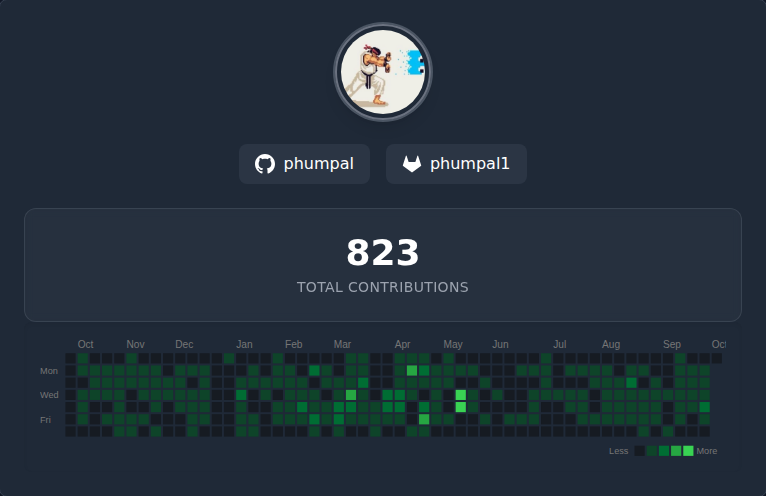 phumpal phumpal1
823
TOTAL CONTRIBUTIONS
Oct Nov Dec Jan Feb Mar Apr May Jun Jul Aug Sep Oct
Mon
Wed
Fri
Less More